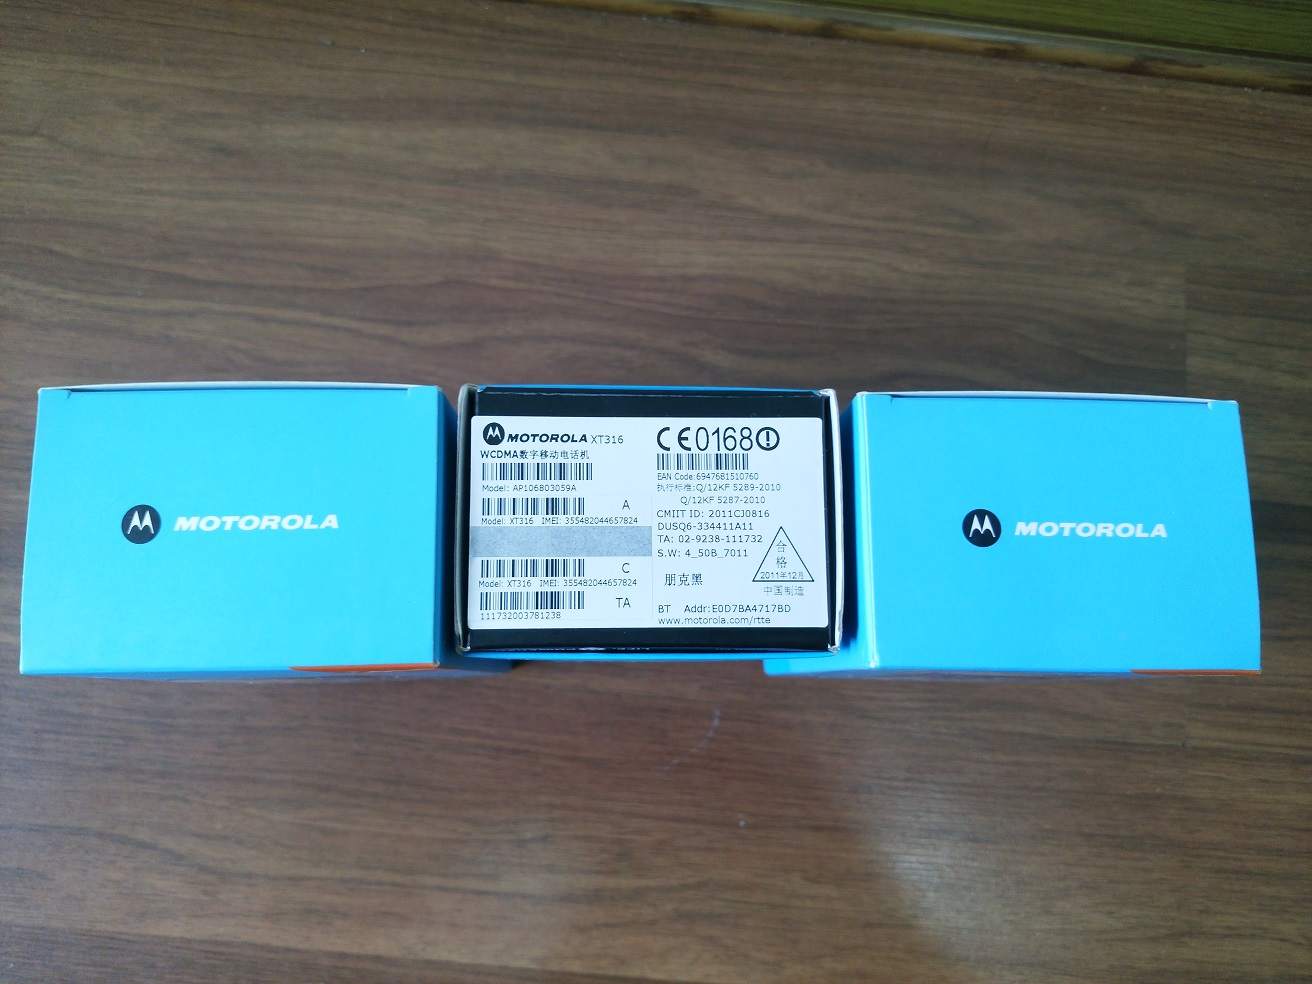 MOTOROLA
MOTOROLA XT316
WCDMA数字移动电话机
Model: AP106803059A
A
Model: XT316 IMEI: 355482044657824
C
Model: XT316 IMEI: 355482044657824
TA
111732003781238
CE0168
EAN Code:6947681510760
执行标准:Q/12KF 5289-2010
Q/12KF 5287-2010
CMIIT ID: 2011CJ0816
DUSQ6-334411A11
TA: 02-9238-111732
S.W: 4_50B_7011
合
格
2011年12月
中国制造
朋克黑
BT Addr:E0D7BA4717BD
www.motorola.com/rtte
MOTOROLA